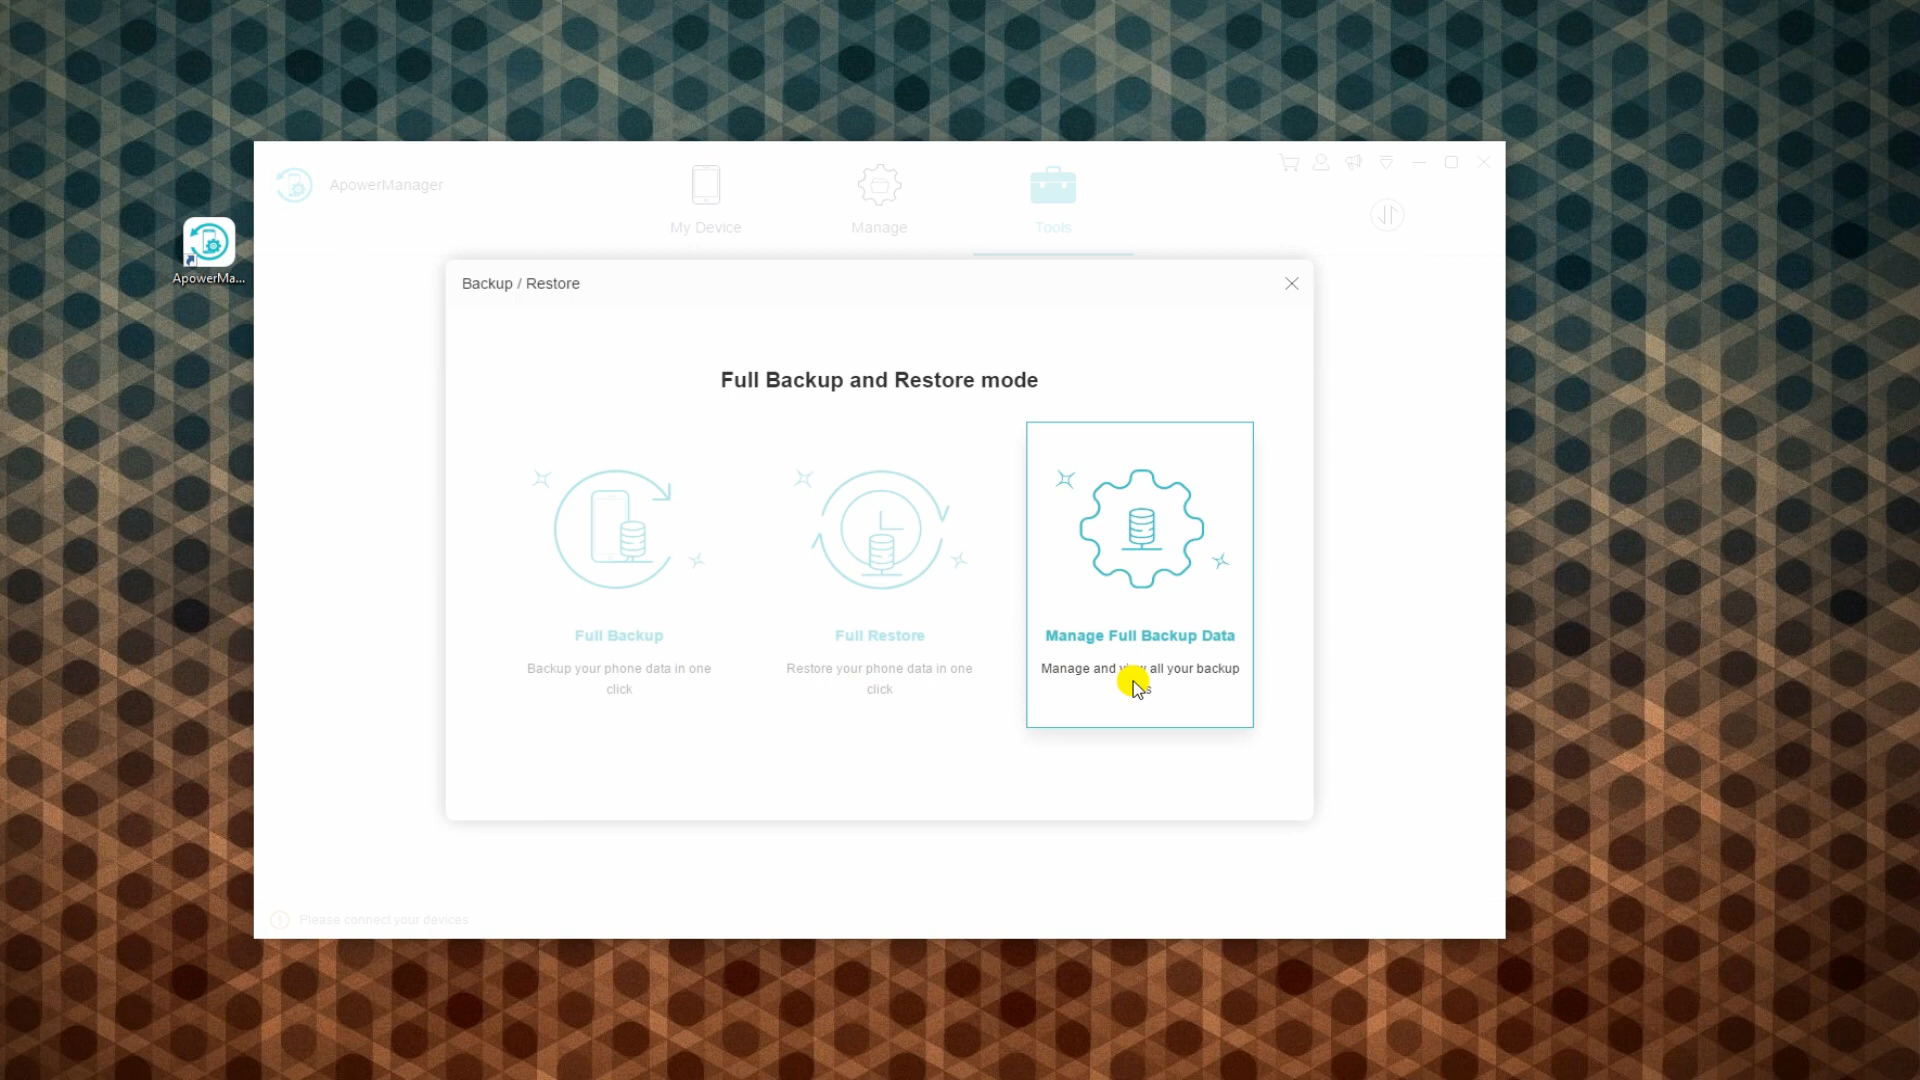 ApowerManager
My Device
Manage
Tools
ApowerMa...
Backup / Restore
Full Backup and Restore mode
Full Backup
Backup your phone data in one
click
Full Restore
Restore your phone data in one
click
Manage Full Backup Data
Manage and all your backup
Please connect your devices